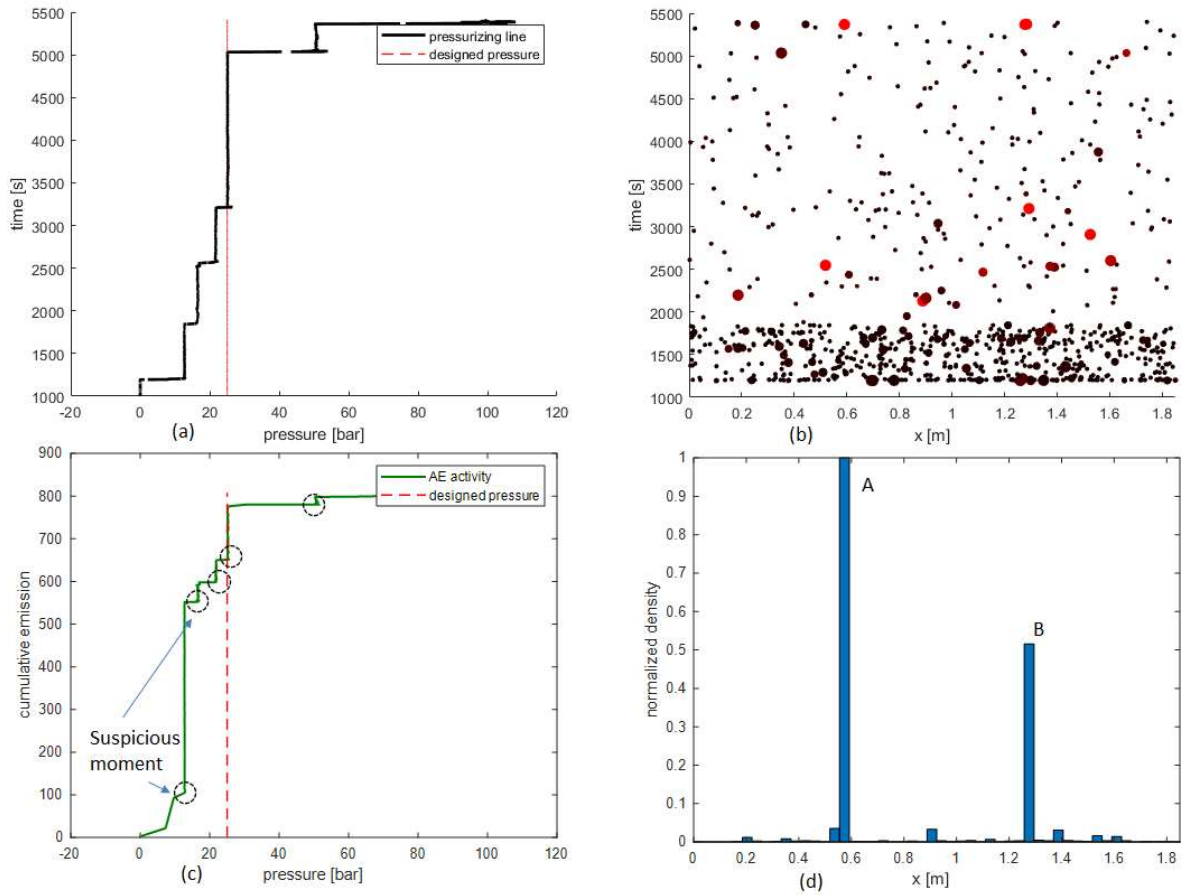 5500
5000
4500
4000
3500
3000
2500
2000
1500
1000
time [s]
-20 0 20 40 60 80 100 120
pressure [bar]
(a)
pressurizing line
designed pressure
5500
5000
4500
4000
3500
3000
2500
2000
1500
1000
time [s]
0 0.2 0.4 0.6 0.8 1 1.2 1.4 1.6 1.8
(b)
x [m]
900
800
700
600
500
400
300
200
100
0
cumulative emission
AE activity
designed pressure
Suspicious
moment
-20 0 20 40 60 80 100 120
(c)
pressure [bar]
1
0.9
0.8
0.7
0.6
0.5
0.4
0.3
0.2
0.1
0
normalized density
A
B
0 0.2 0.4 0.6 0.8 1 1.2 1.4 1.6 1.8
x [m]
(d)